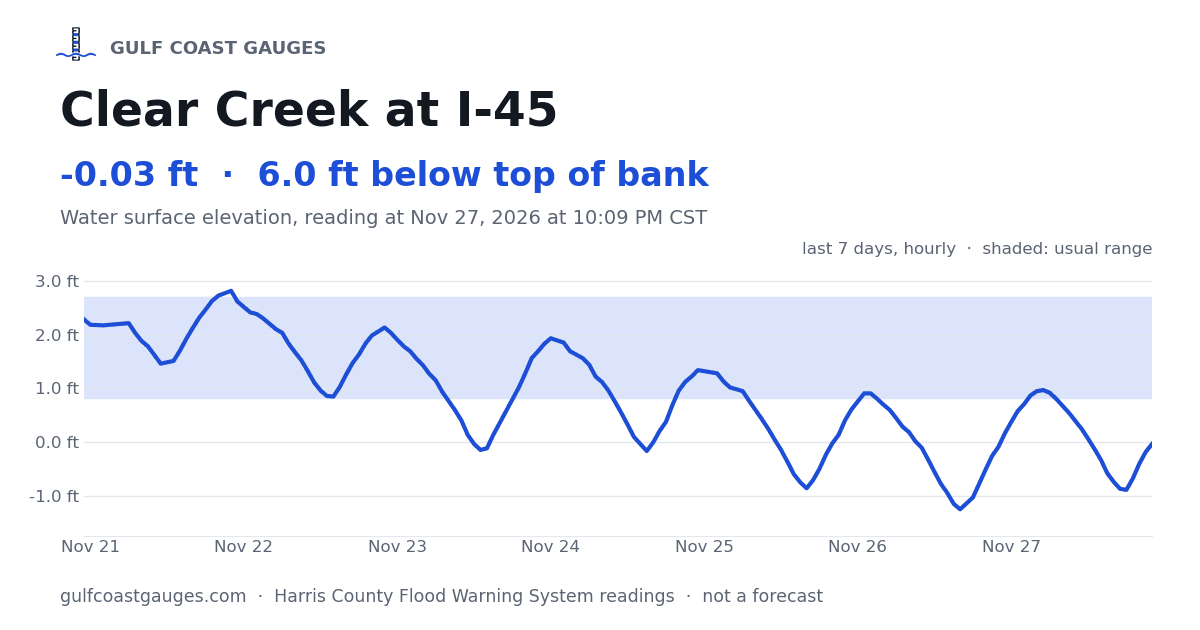 GULF COAST GAUGES
Clear Creek at I-45
-0.03 ft · 6.0 ft below top of bank
Water surface elevation, reading at Nov 27, 2026 at 10:09 PM CST
last 7 days, hourly · shaded: usual range
3.0 ft
2.0 ft
1.0 ft
0.0 ft
-1.0 ft
Nov 21 Nov 22 Nov 23 Nov 24 Nov 25 Nov 26 Nov 27
gulfcoastgauges.com · Harris County Flood Warning System readings · not a forecast